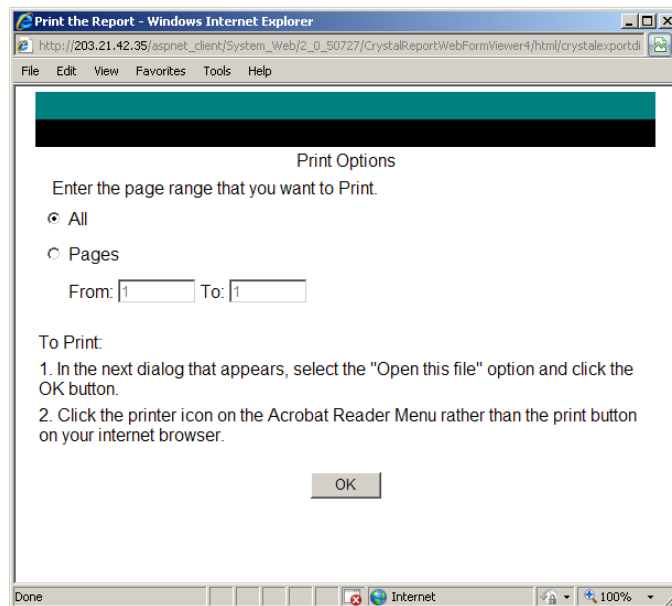 Print the Report - Windows Internet Explorer
http://203.21.42.35/aspnet_client/System_Web/2_0_50727/CrystalReportWebFormViewer4/html/crystalexportdi
File Edit View Favorites Tools Help
Print Options
Enter the page range that you want to Print.
All
Pages
From: 1 To: 1
To Print:
1. In the next dialog that appears, select the "Open this file" option and click the
OK button.
2. Click the printer icon on the Acrobat Reader Menu rather than the print button
on your internet browser.
OK
Done Internet 100%